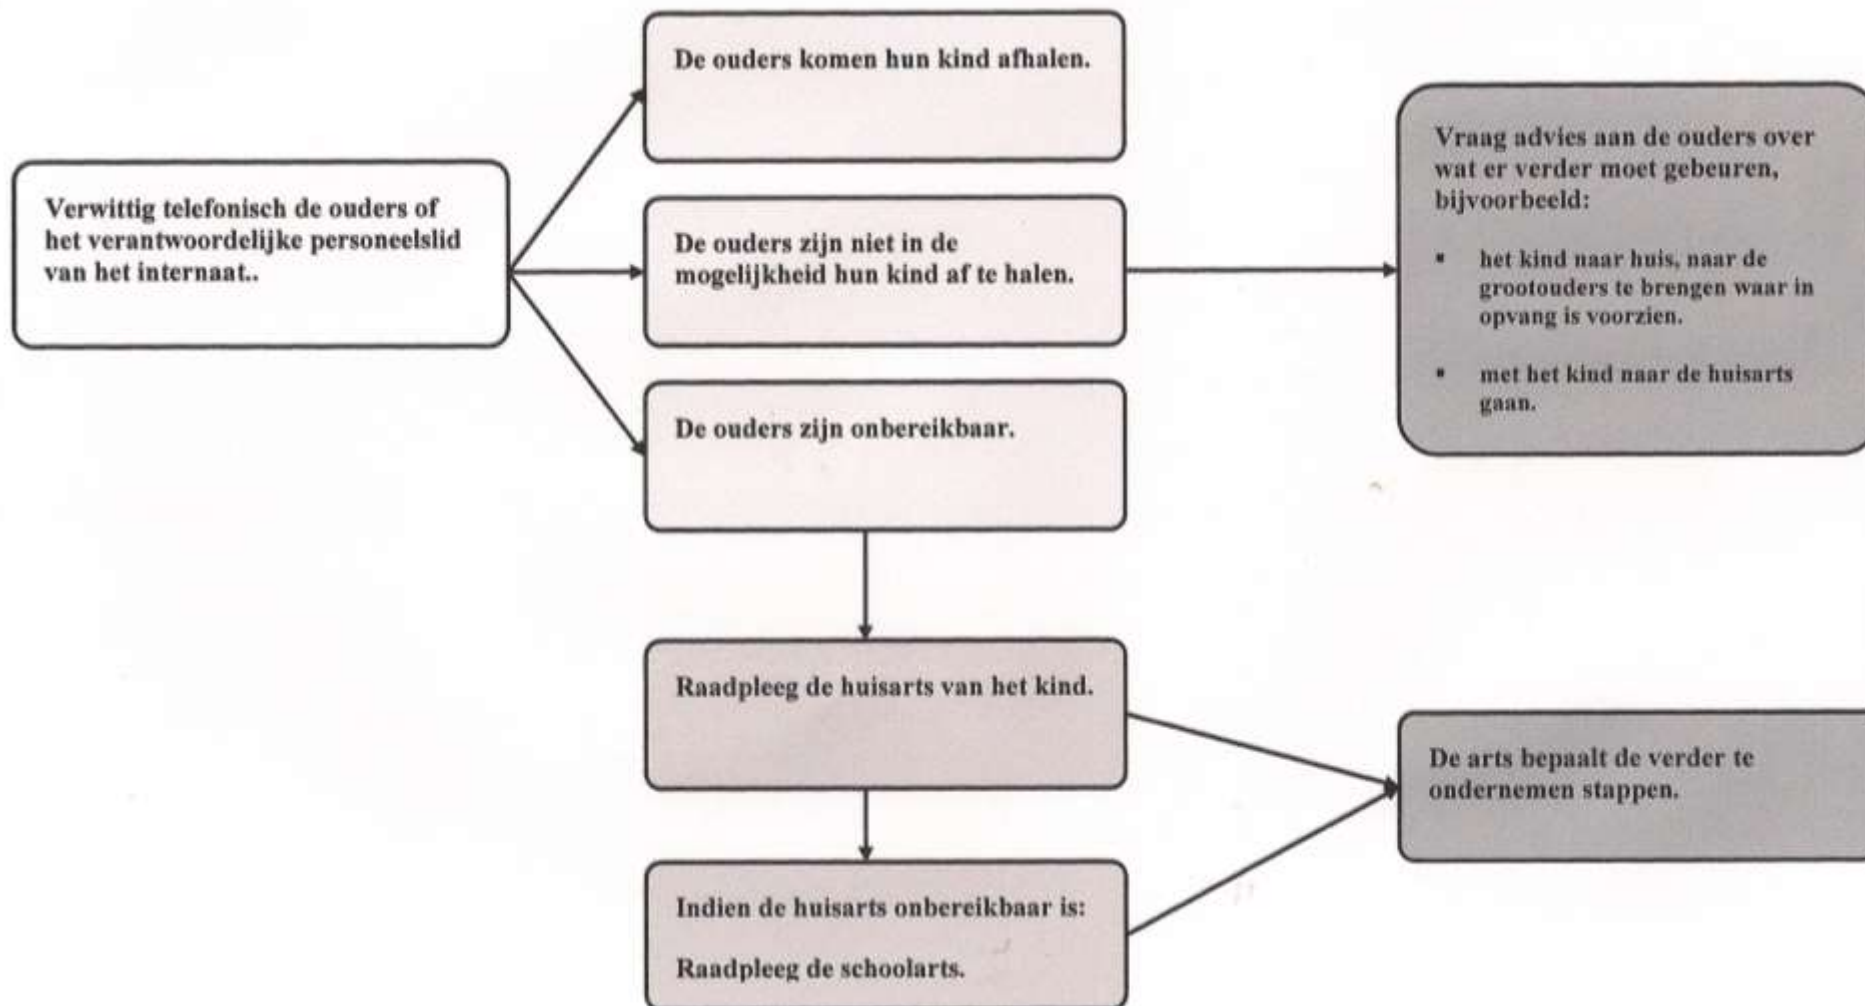 Verwittig telefonisch de ouders of
het verantwoordelijke personeelslid
van het internaat..
De ouders komen hun kind afhalen.
De ouders zijn niet in de
mogelijkheid hun kind af te halen.
De ouders zijn onbereikbaar.
Vraag advies aan de ouders over
wat er verder moet gebeuren,
bijvoorbeeld:
▪ het kind naar huis, naar de
grootouders te brengen waar in
opvang is voorzien.
▪ met het kind naar de huisarts
gaan.
Raadpleeg de huisarts van het kind.
De arts bepaalt de verder te
ondernemen stappen.
Indien de huisarts onbereikbaar is:
Raadpleeg de schoolarts.